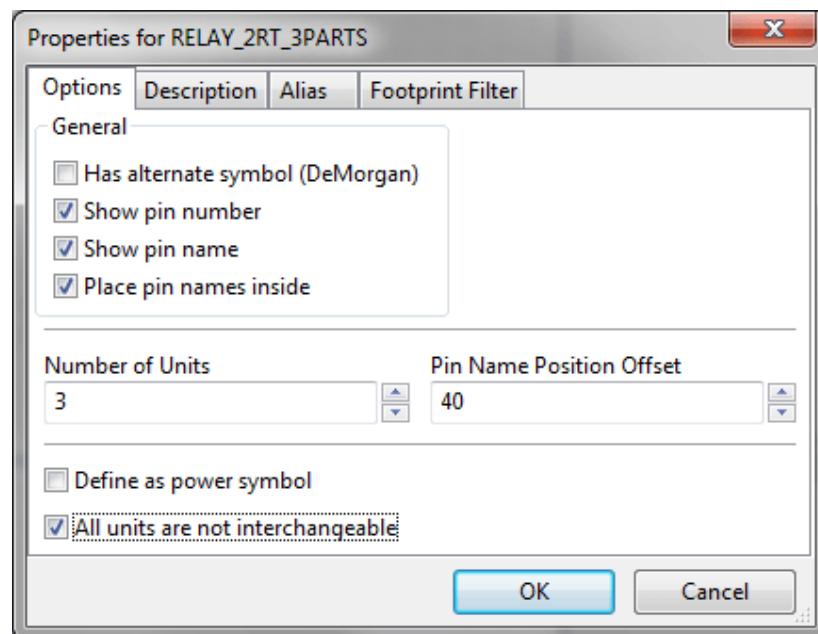 Properties for RELAY_2RT_3PARTS
Options Description Alias Footprint Filter
General
Has alternate symbol (DeMorgan)
Show pin number
Show pin name
Place pin names inside
Number of Units Pin Name Position Offset
3 40
Define as power symbol
All units are not interchangeable
OK Cancel